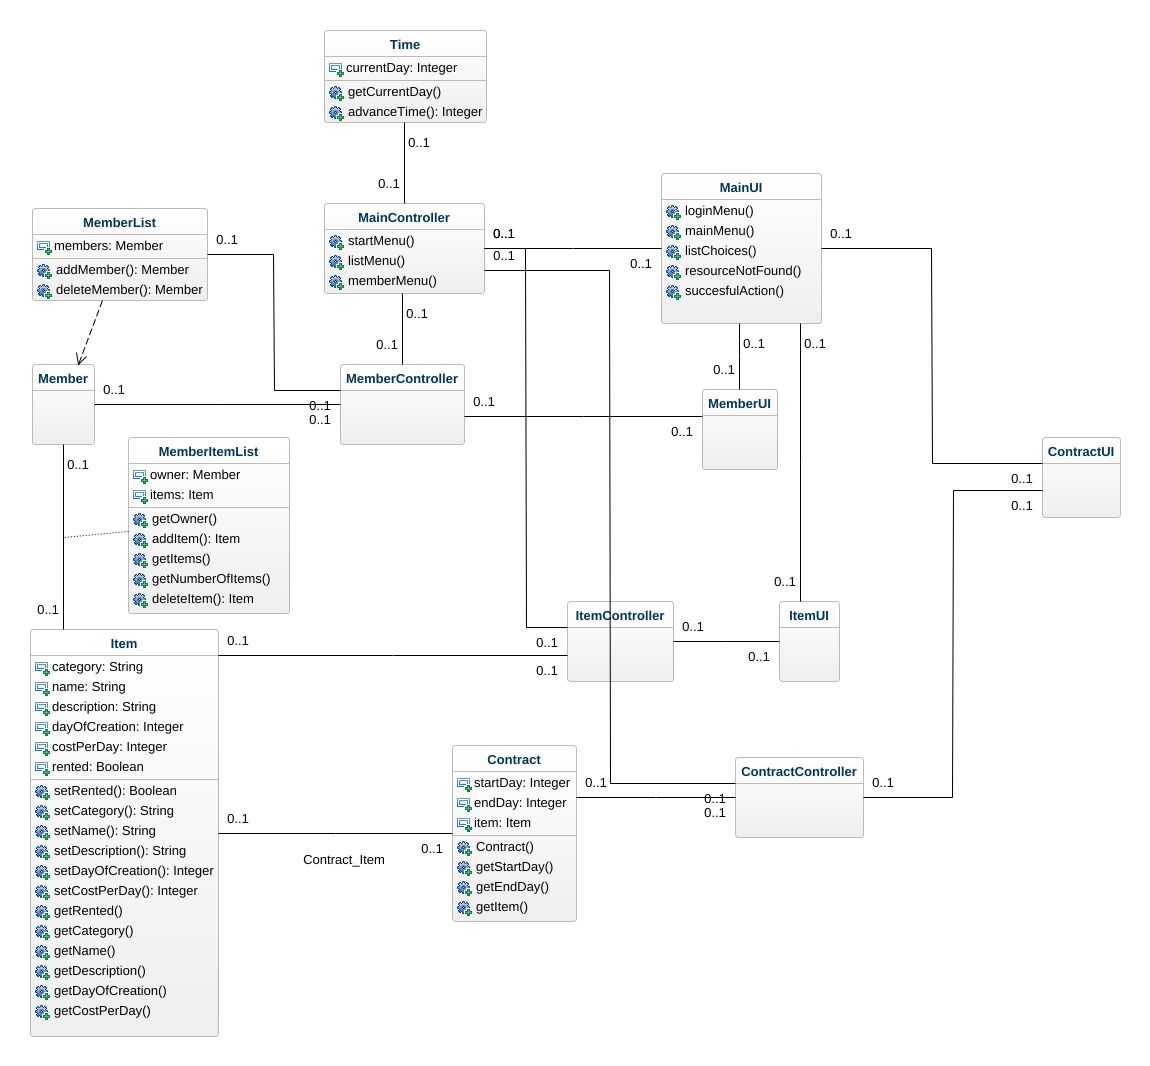 Time
currentDay: Integer
getCurrentDay()
advanceTime(): Integer
0..1
0..1
MemberList
members: Member
addMember(): Member
deleteMember(): Member
0..1
MainController
startMenu()
listMenu()
memberMenu()
0..1
0..1
0..1
MainUI
loginMenu()
mainMenu()
listChoices()
resourceNotFound()
succesfulAction()
0..1
0..1
0..1
0..1
0..1
0..1
Member
0..1
MemberController
0..1
0..1
0..1
MemberUI
0..1
0..1
MemberItemList
owner: Member
items: Item
getOwner()
addItem(): Item
getItems()
getNumberOfItems()
deleteItem(): Item
ContractUI
0..1
0..1
0..1
0..1
ItemController
0..1
0..1
0..1
ItemUI
0..1
Item
category: String
name: String
description: String
dayOfCreation: Integer
costPerDay: Integer
rented: Boolean
setRented(): Boolean
setCategory(): String
setName(): String
setDescription(): String
setDayOfCreation(): Integer
setCostPerDay(): Integer
getRented()
getCategory()
getName()
getDescription()
getDayOfCreation()
getCostPerDay()
0..1
0..1
Contract_Item
0..1
Contract
startDay: Integer
endDay: Integer
item: Item
Contract()
getStartDay()
getEndDay()
getItem()
0..1
0..1
0..1
ContractController
0..1